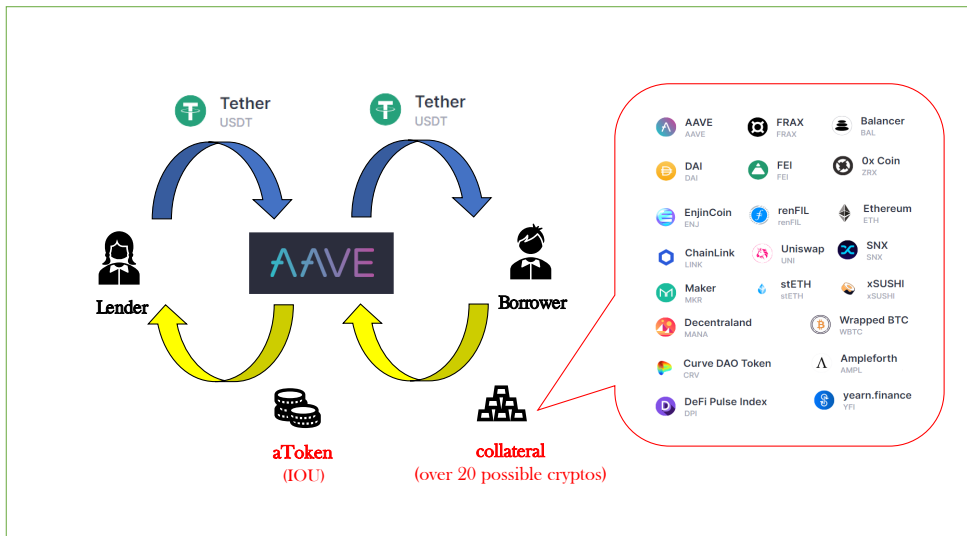 Tether
USDT
Tether
USDT
AAVE
Lender
Borrower
aToken
(IOU)
collateral
(over 20 possible cryptos)
AAVE
AAVE
FRAX
FRAX
Balancer
BAL
DAI
DAI
FEI
FEI
0x Coin
ZRX
EnjinCoin
ENJ
renFIL
renFIL
Ethereum
ETH
ChainLink
LINK
Uniswap
UNI
SNX
SNX
Maker
MKR
stETH
stETH
xSUSHI
xSUSHI
Decentraland
MANA
Wrapped BTC
WBTC
Curve DAO Token
CRV
Ampleforth
AMPL
DeFi Pulse Index
DPI
yearn.finance
YFI